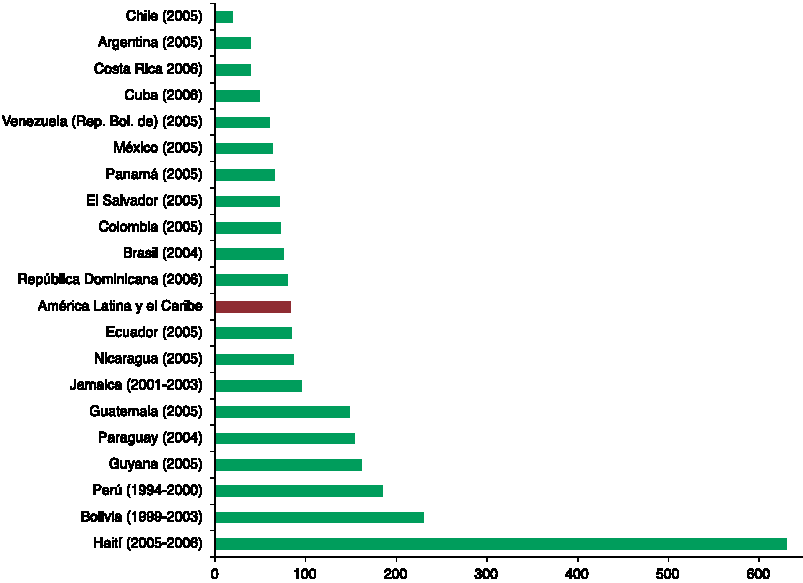 Chile (2005)
Argentina (2005)
Costa Rica 2006)
Cuba (2006)
Venezuela (Rep. Bol. de) (2005)
México (2005)
Panamá (2005)
El Salvador (2005)
Colombia (2005)
Brasil (2004)
República Dominicana (2006)
América Latina y el Caribe
Ecuador (2005)
Nicaragua (2005)
Jamaica (2001-2003)
Guatemala (2005)
Paraguay (2004)
Guyana (2005)
Perú (1994-2000)
Bolivia (1999-2003)
Haití (2005-2006)
0 100 200 300 400 500 600